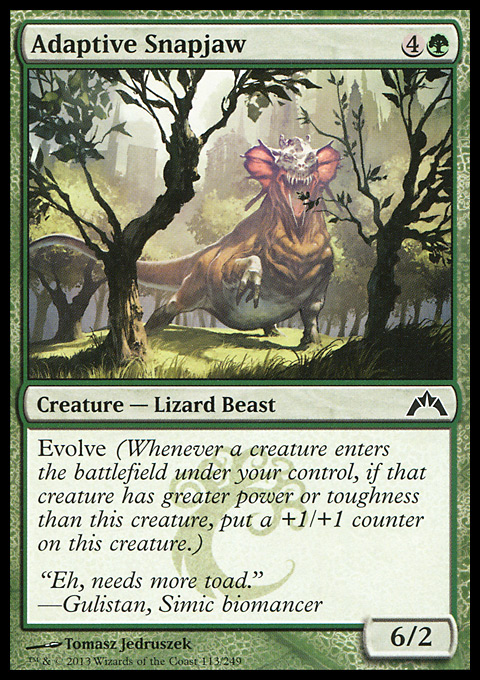 Adaptive Snapjaw 4
Creature — Lizard Beast
Evolve (Whenever a creature enters
the battlefield under your control, if that
creature has greater power or toughness
than this creature, put a +1/+1 counter
on this creature.)
“Eh, needs more toad.”
—Gulistan, Simic biomancer
6/2
Tomasz Jedruszek
™ & © 2013 Wizards of the Coast 113/249